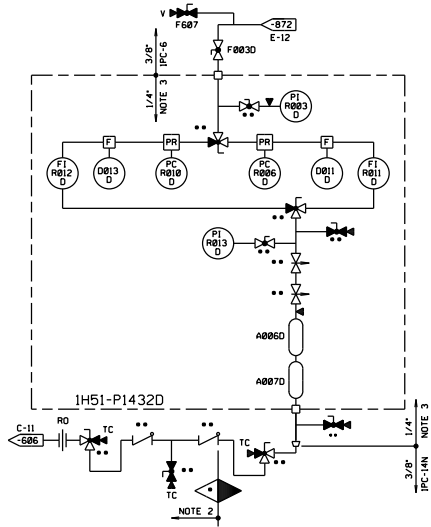 V
F607
-872
E-12
3/8"
1PC-6
F003D
1/4"
NOTE 3
PI
R003
D
F
PR
PR
F
FI
R012
D
D013
D
PC
R010
D
PC
R006
D
D011
D
FI
R011
D
PI
R013
D
A006D
A007D
1H51-P1432D
C-11
-606
RO
TC
TC
TC
1/4"
NOTE 3
3/8"
1PC-14N
NOTE 2